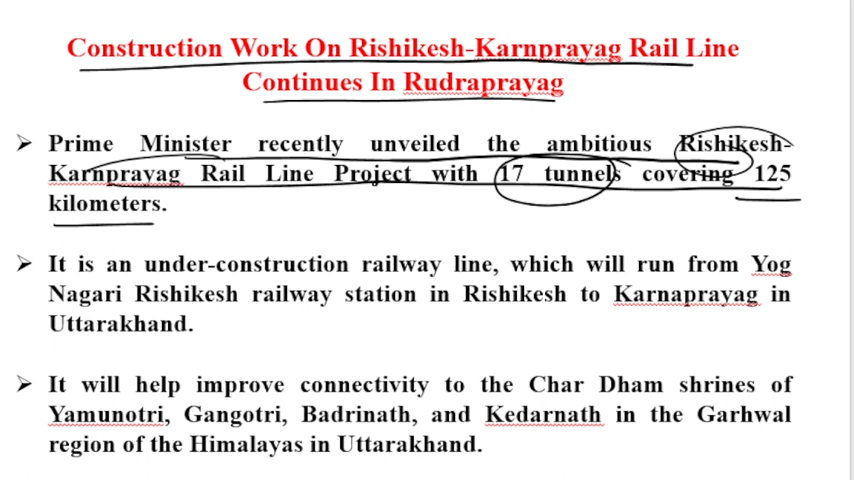 Construction Work On Rishikesh-Karnprayag Rail Line
Continues In Rudraprayag
➢ Prime Minister recently unveiled the ambitious Rishikesh-
Karnprayag Rail Line Project with 17 tunnels covering 125
kilometers.
➢ It is an under-construction railway line, which will run from Yog
Nagari Rishikesh railway station in Rishikesh to Karnaprayag in
Uttarakhand.
➢ It will help improve connectivity to the Char Dham shrines of
Yamunotri, Gangotri, Badrinath, and Kedarnath in the Garhwal
region of the Himalayas in Uttarakhand.